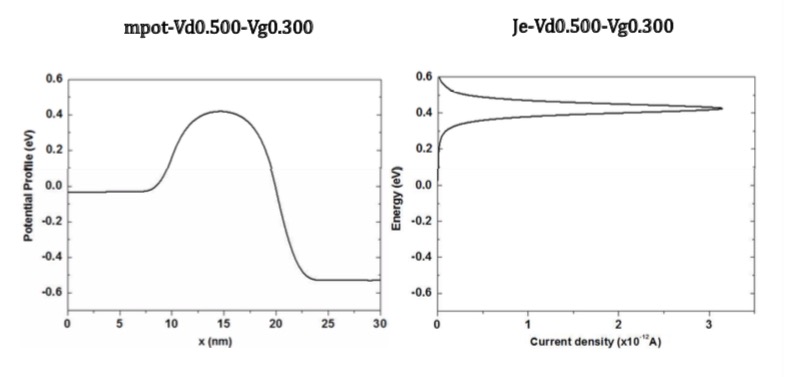 mpot-Vd0.500-Vg0.300
Je-Vd0.500-Vg0.300
Potential Profile (eV)
0.6
0.4
0.2
0.0
-0.2
-0.4
-0.6
0 5 10 15 20 25 30
x (nm)
Energy (eV)
0.6
0.4
0.2
0.0
-0.2
-0.4
-0.6
0 1 2 3
Current density (x10⁻¹²A)